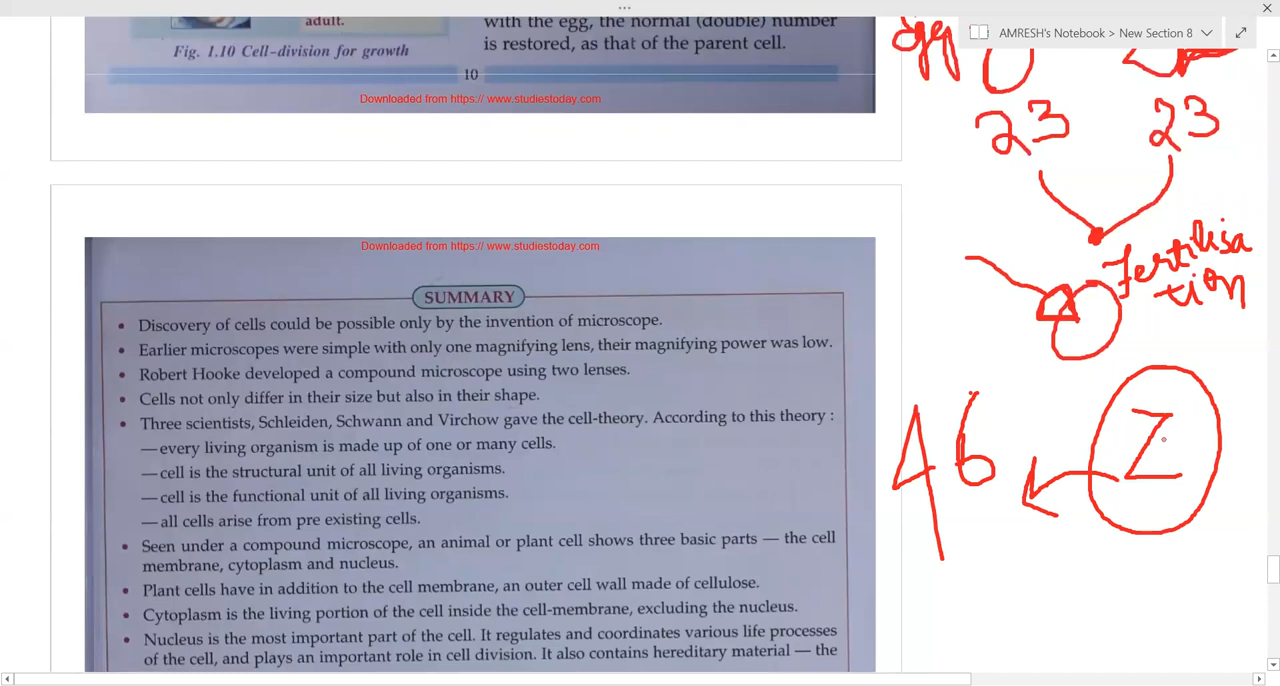 AMRESH's Notebook > New Section 8
adult.
Fig. 1.10 Cell-division for growth
with the egg, the normal (double) number
is restored, as that of the parent cell.
10
Downloaded from https:// www.studiestoday.com
Downloaded from https:// www.studiestoday.com
SUMMARY
• Discovery of cells could be possible only by the invention of microscope.
• Earlier microscopes were simple with only one magnifying lens, their magnifying power was low.
• Robert Hooke developed a compound microscope using two lenses.
• Cells not only differ in their size but also in their shape.
• Three scientists, Schleiden, Schwann and Virchow gave the cell-theory. According to this theory :
—every living organism is made up of one or many cells.
—cell is the structural unit of all living organisms.
—cell is the functional unit of all living organisms.
—all cells arise from pre existing cells.
• Seen under a compound microscope, an animal or plant cell shows three basic parts — the cell
membrane, cytoplasm and nucleus.
• Plant cells have in addition to the cell membrane, an outer cell wall made of cellulose.
• Cytoplasm is the living portion of the cell inside the cell-membrane, excluding the nucleus.
• Nucleus is the most important part of the cell. It regulates and coordinates various life processes
of the cell, and plays an important role in cell division. It also contains hereditary material — the
23 23
Fertilisa
tion
46 Z